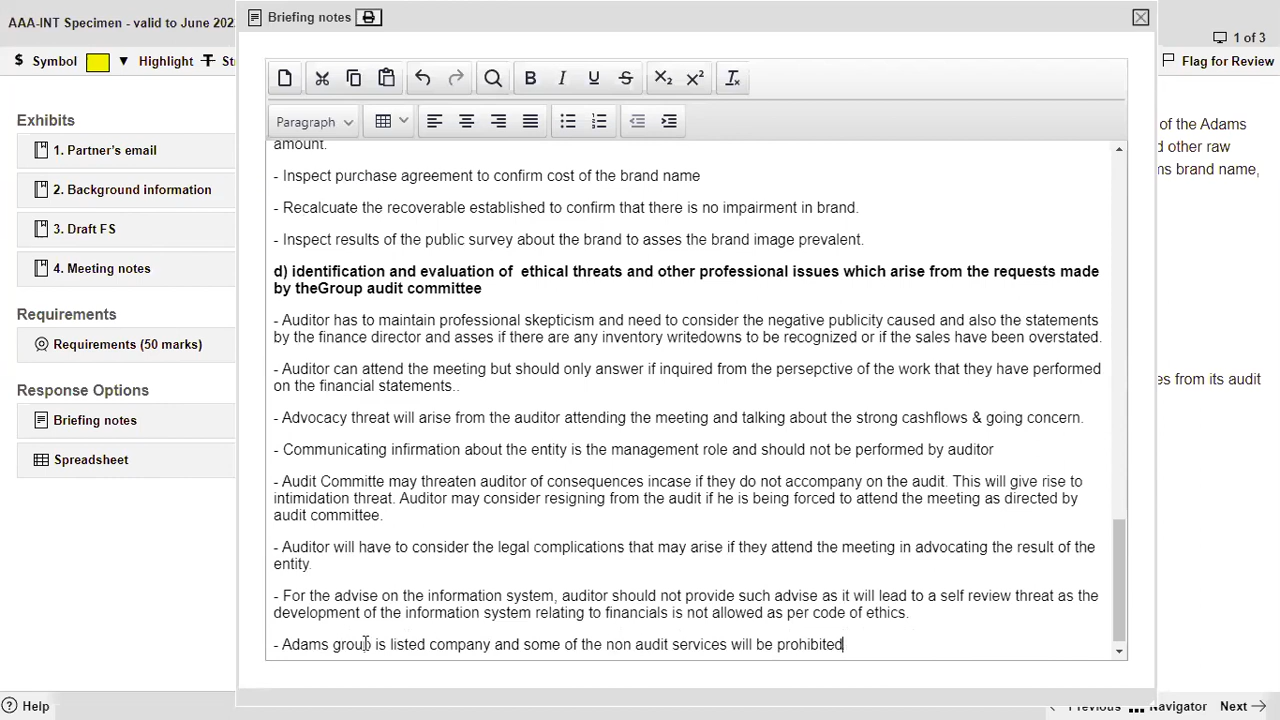 AAA-INT Specimen - valid to June 202
Briefing notes
1 of 3
$ Symbol
Highlight
T St
Flag for Review
Exhibits
1. Partner's email
2. Background information
3. Draft FS
4. Meeting notes
Requirements
Requirements (50 marks)
Response Options
Briefing notes
Spreadsheet
B I U S X₂ X² Tx
Paragraph
amount.
- Inspect purchase agreement to confirm cost of the brand name
- Recalcuate the recoverable established to confirm that there is no impairment in brand.
- Inspect results of the public survey about the brand to asses the brand image prevalent.
d) identification and evaluation of ethical threats and other professional issues which arise from the requests made
by theGroup audit committee
- Auditor has to maintain professional skepticism and need to consider the negative publicity caused and also the statements
by the finance director and asses if there are any inventory writedowns to be recognized or if the sales have been overstated.
- Auditor can attend the meeting but should only answer if inquired from the persepctive of the work that they have performed
on the financial statements..
- Advocacy threat will arise from the auditor attending the meeting and talking about the strong cashflows & going concern.
- Communicating infirmation about the entity is the management role and should not be performed by auditor
- Audit Committe may threaten auditor of consequences incase if they do not accompany on the audit. This will give rise to
intimidation threat. Auditor may consider resigning from the audit if he is being forced to attend the meeting as directed by
audit committee.
- Auditor will have to consider the legal complications that may arise if they attend the meeting in advocating the result of the
entity.
- For the advise on the information system, auditor should not provide such advise as it will lead to a self review threat as the
development of the information system relating to financials is not allowed as per code of ethics.
- Adams group is listed company and some of the non audit services will be prohibited
of the Adams
d other raw
ms brand name,
es from its audit
Help
Previous
Navigator
Next